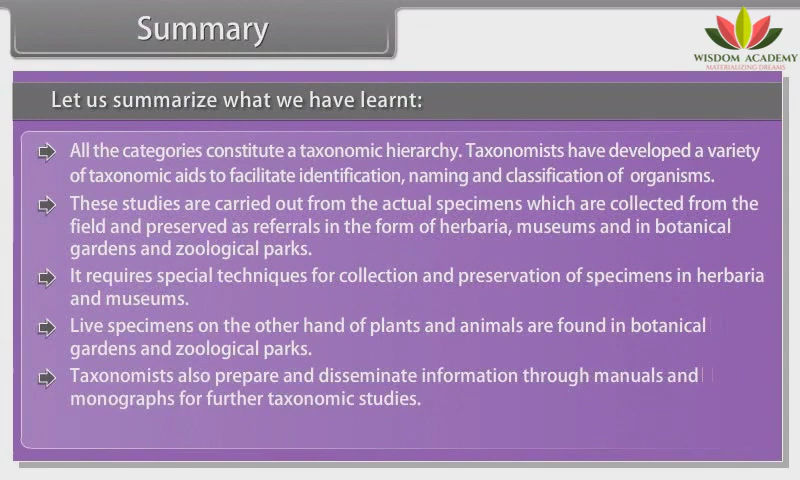 Summary
WISDOM ACADEMY
MATERIALIZING DREAMS
Let us summarize what we have learnt:
All the categories constitute a taxonomic hierarchy. Taxonomists have developed a variety
of taxonomic aids to facilitate identification, naming and classification of organisms.
These studies are carried out from the actual specimens which are collected from the
field and preserved as referrals in the form of herbaria, museums and in botanical
gardens and zoological parks.
It requires special techniques for collection and preservation of specimens in herbaria
and museums.
Live specimens on the other hand of plants and animals are found in botanical
gardens and zoological parks.
Taxonomists also prepare and disseminate information through manuals and
monographs for further taxonomic studies.